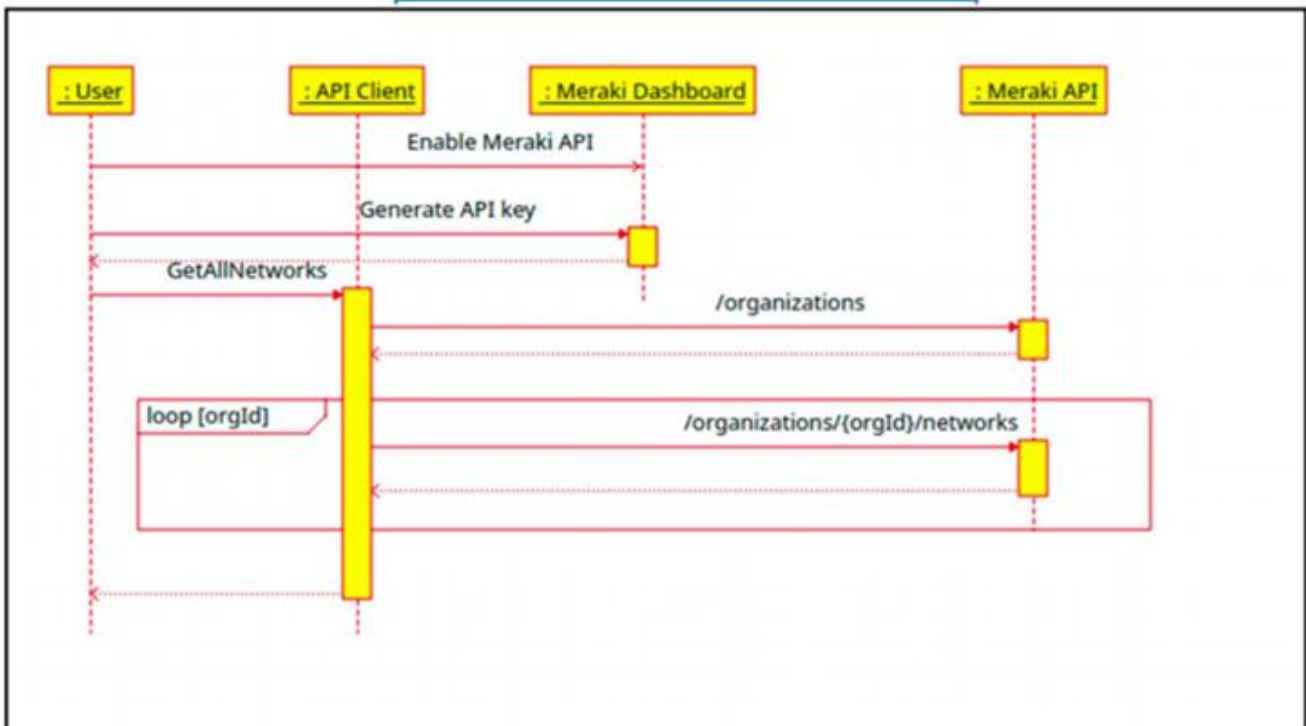 : User
: API Client
: Meraki Dashboard
: Meraki API
Enable Meraki API
Generate API key
GetAllNetworks
/organizations
loop [orgId]
/organizations/{orgId}/networks